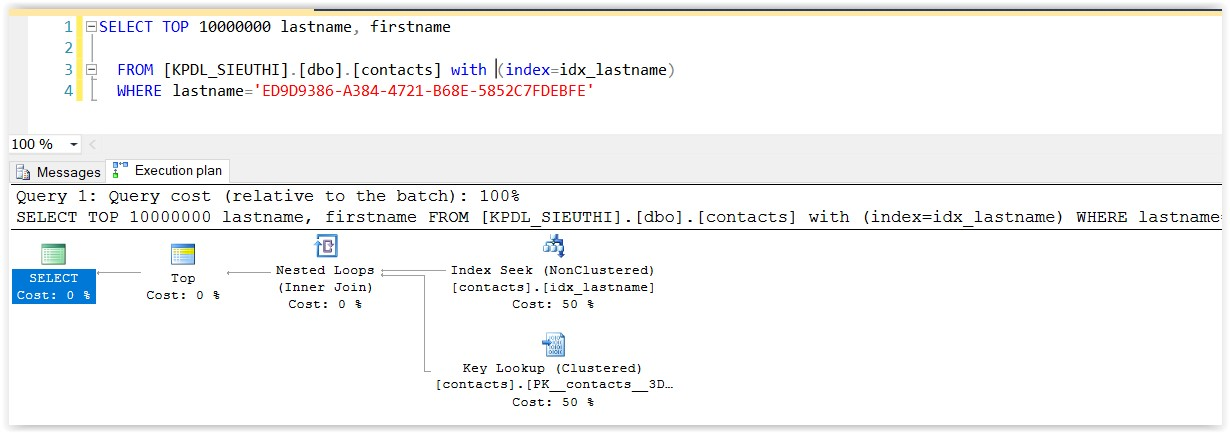 1 SELECT TOP 10000000 lastname, firstname
2
3 FROM [KPDL_SIEUTHI].[dbo].[contacts] with (index=idx_lastname)
4 WHERE lastname='ED9D9386-A384-4721-B68E-5852C7FDEBFE'
100 %
Messages Execution plan
Query 1: Query cost (relative to the batch): 100%
SELECT TOP 10000000 lastname, firstname FROM [KPDL_SIEUTHI].[dbo].[contacts] with (index=idx_lastname) WHERE lastname=
SELECT
Cost: 0 %
Top
Cost: 0 %
Nested Loops
(Inner Join)
Cost: 0 %
Index Seek (NonClustered)
[contacts].[idx_lastname]
Cost: 50 %
Key Lookup (Clustered)
[contacts].[PK__contacts__3D…
Cost: 50 %